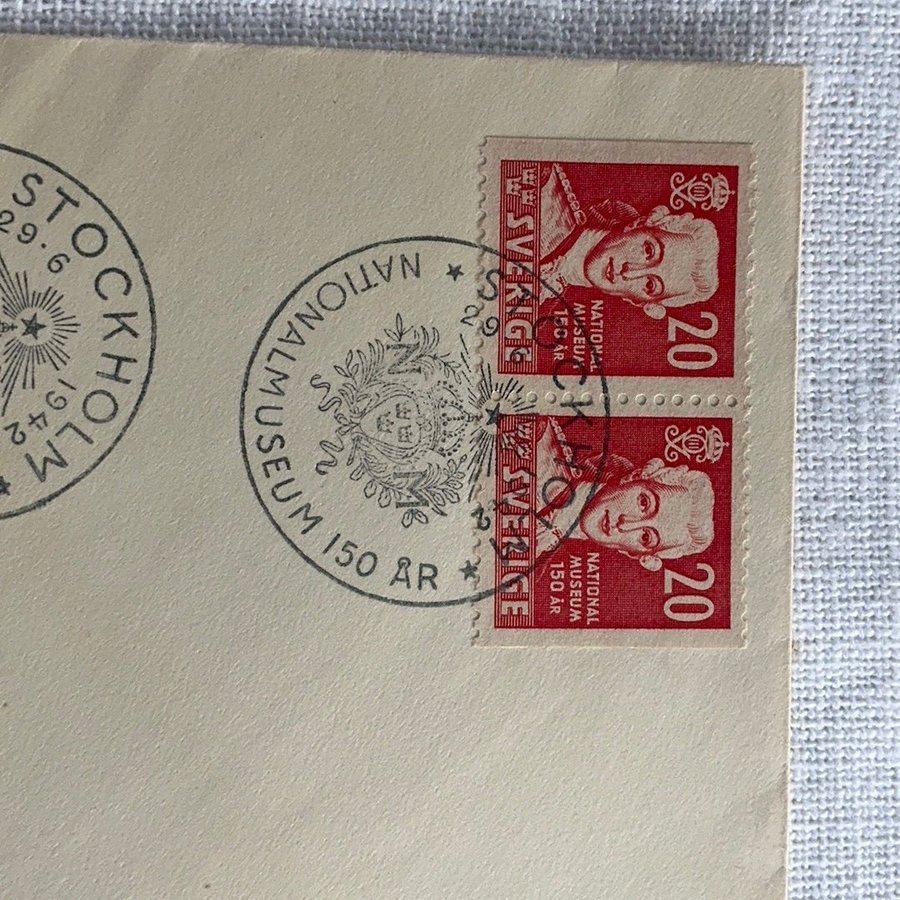 STOCKHOLM
29.6
1942
STOCKHOLM
29.6
1942
NATIONALMUSEUM 150 ÅR
SVERIGE
NATIONAL
MUSEUM
150 ÅR
20
SVERIGE
NATIONAL
MUSEUM
150 ÅR
20